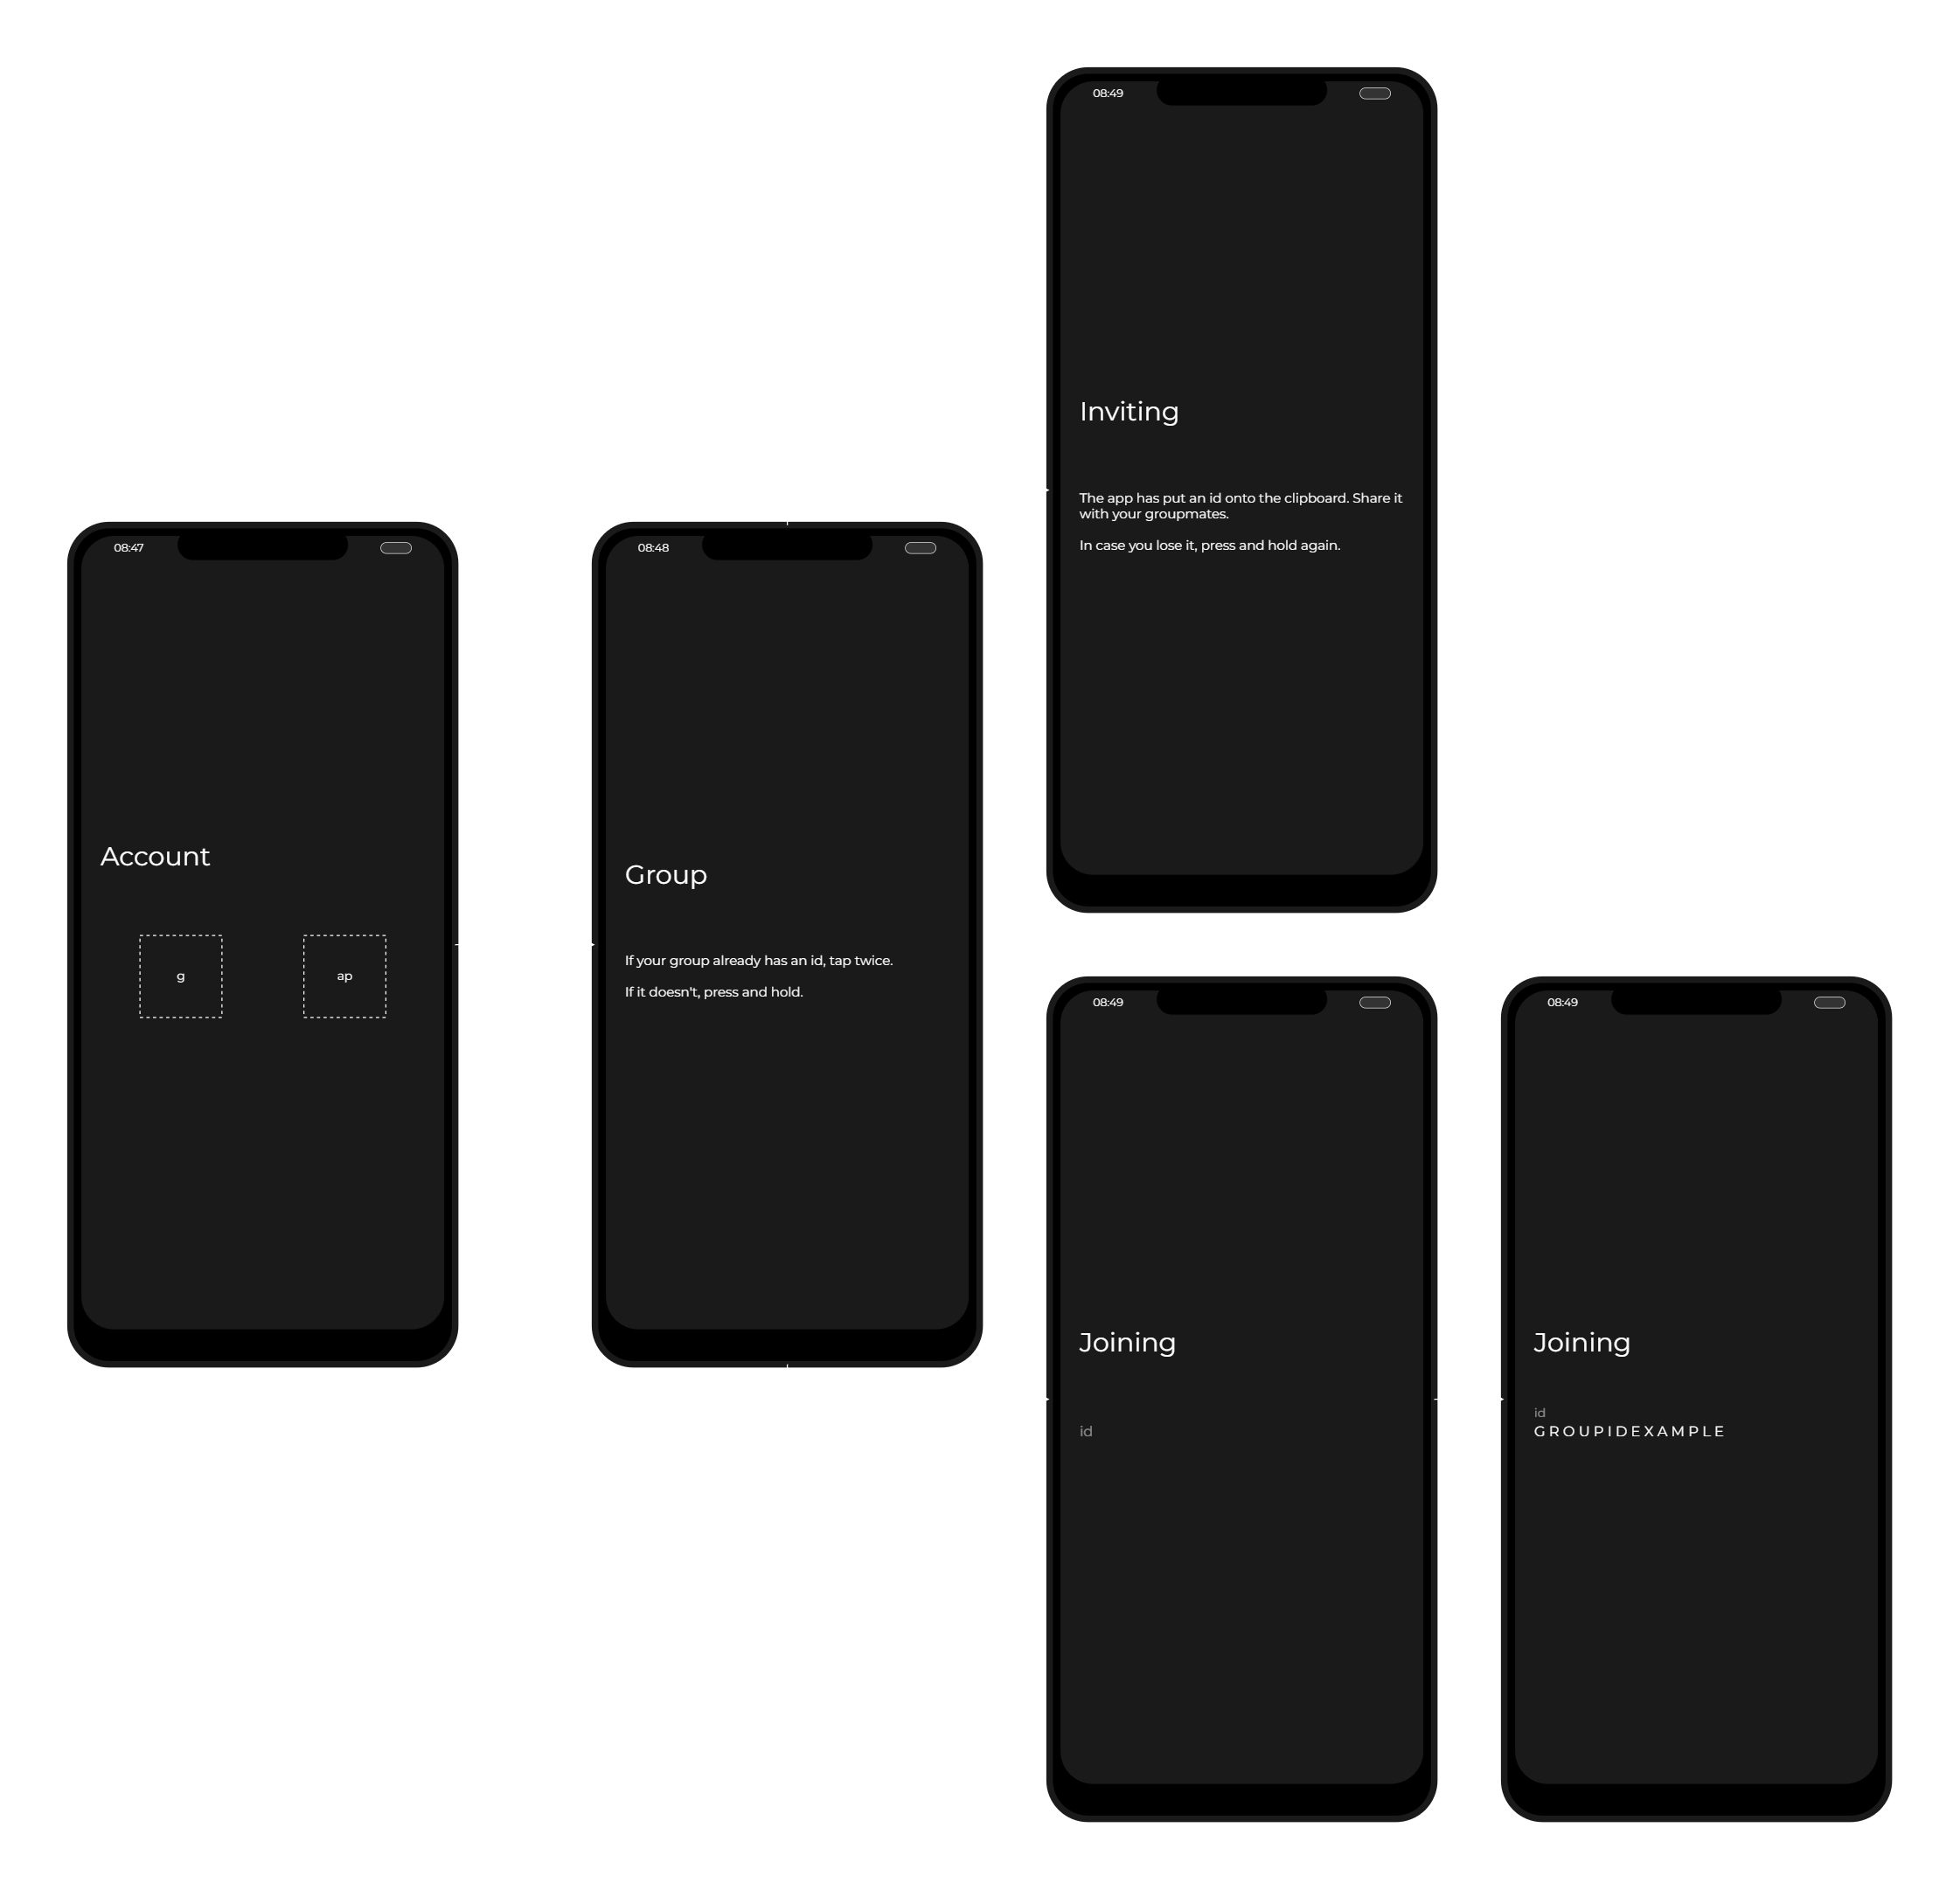 08:47
Account
g
ap
08:48
Group
If your group already has an id, tap twice.
If it doesn't, press and hold.
08:49
Inviting
The app has put an id onto the clipboard. Share it
with your groupmates.
In case you lose it, press and hold again.
08:49
Joining
id
08:49
Joining
id
GROUPIDEXAMPLE